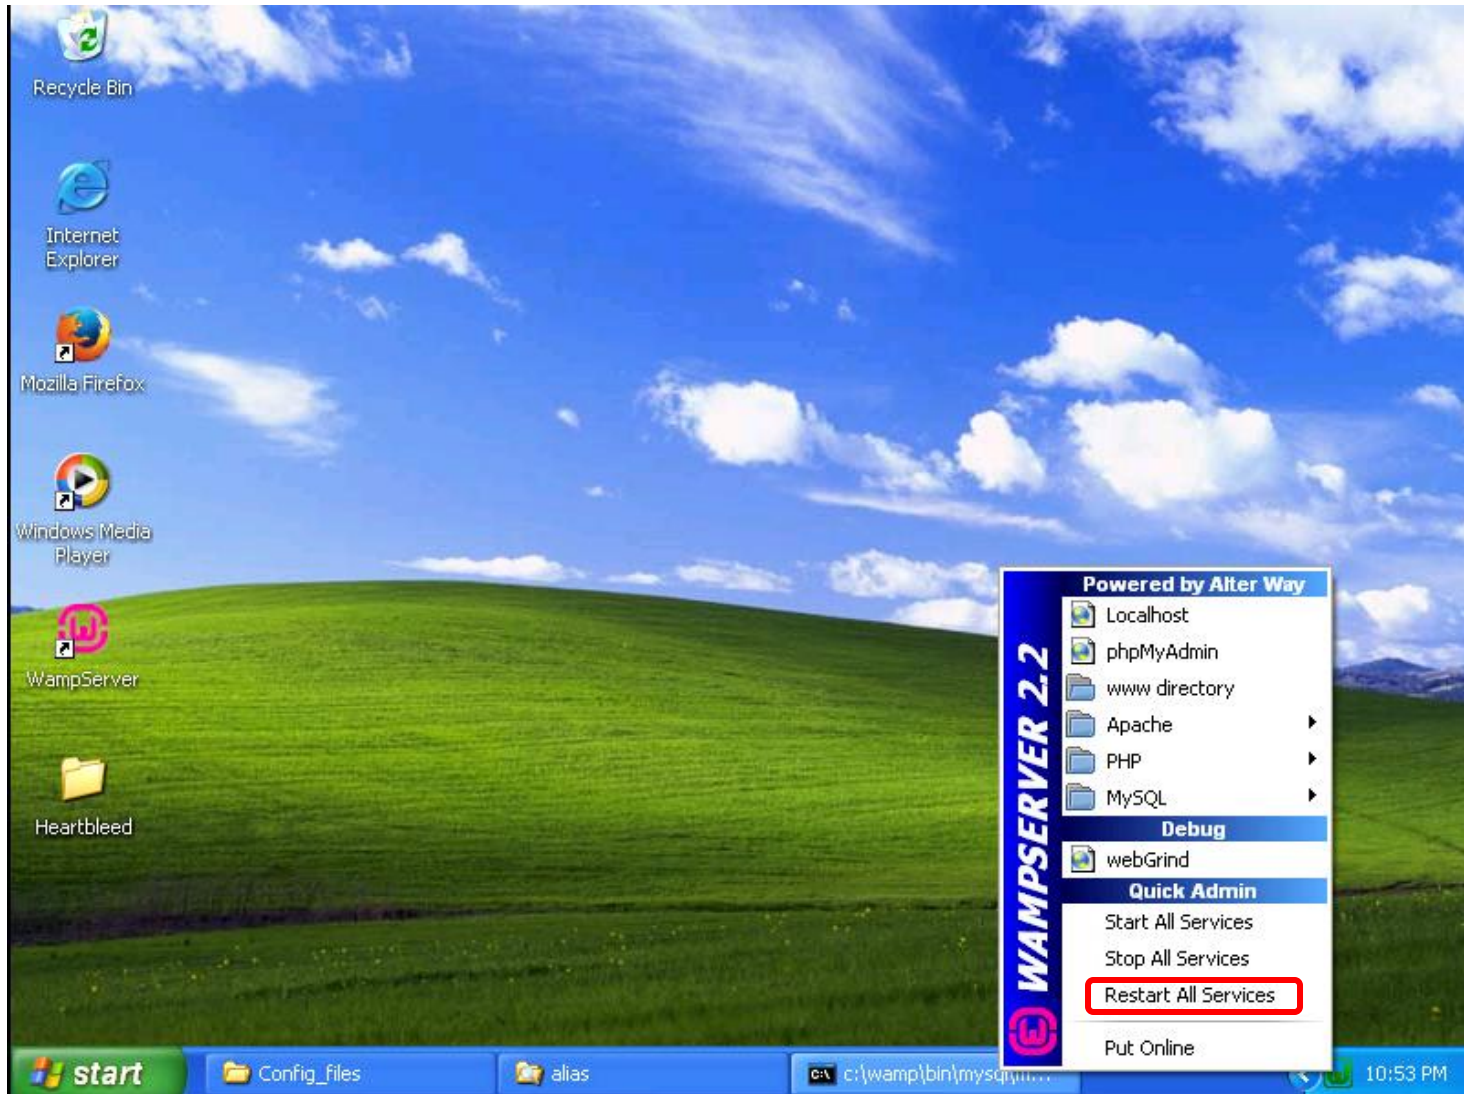 Recycle Bin
Internet
Explorer
Mozilla Firefox
Windows Media
Player
WampServer
Heartbleed
WAMPSERVER 2.2
Powered by Alter Way
Localhost
phpMyAdmin
www directory
Apache
PHP
MySQL
Debug
webGrind
Quick Admin
Start All Services
Stop All Services
Restart All Services
Put Online
start
Config_files
alias
c:\wamp\bin\mysql\m...
10:53 PM